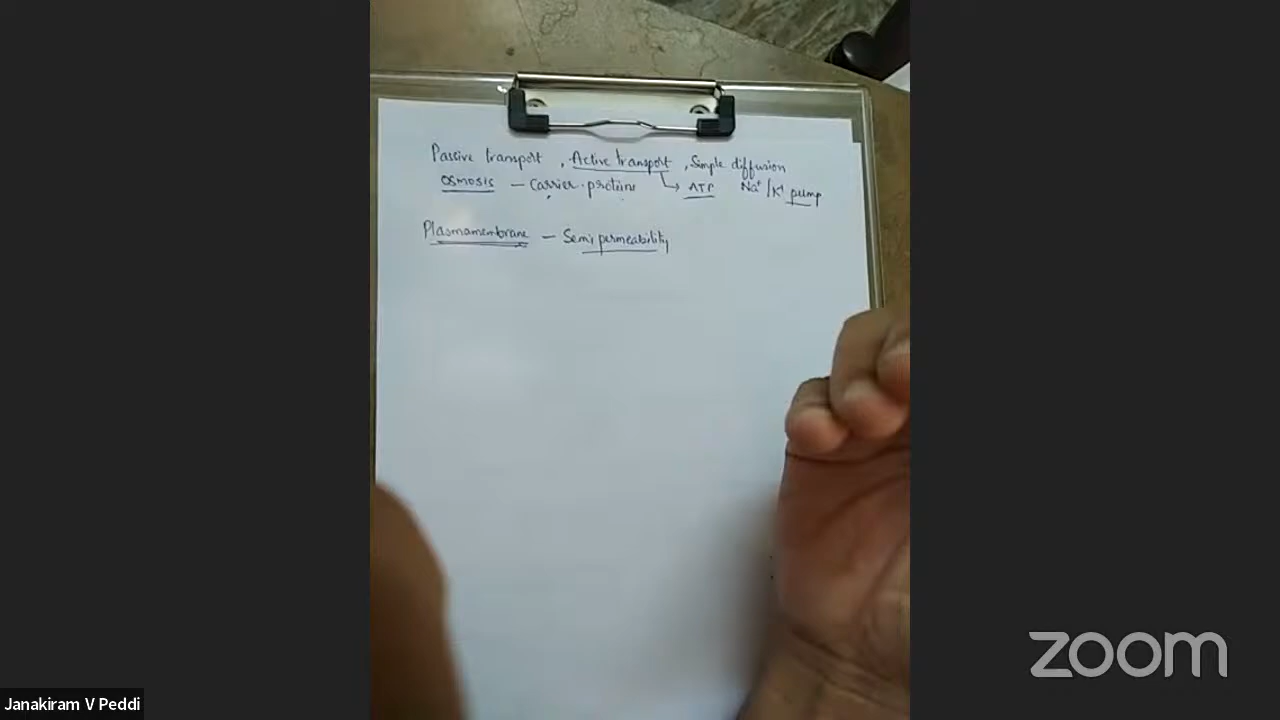 Passive transport , Active transport , Simple diffusion
OSMOSIS – Carrier proteins → ATP Na+/K+ pump
Plasmamembrane – Semi permeability
zoom
Janakiram V Peddi